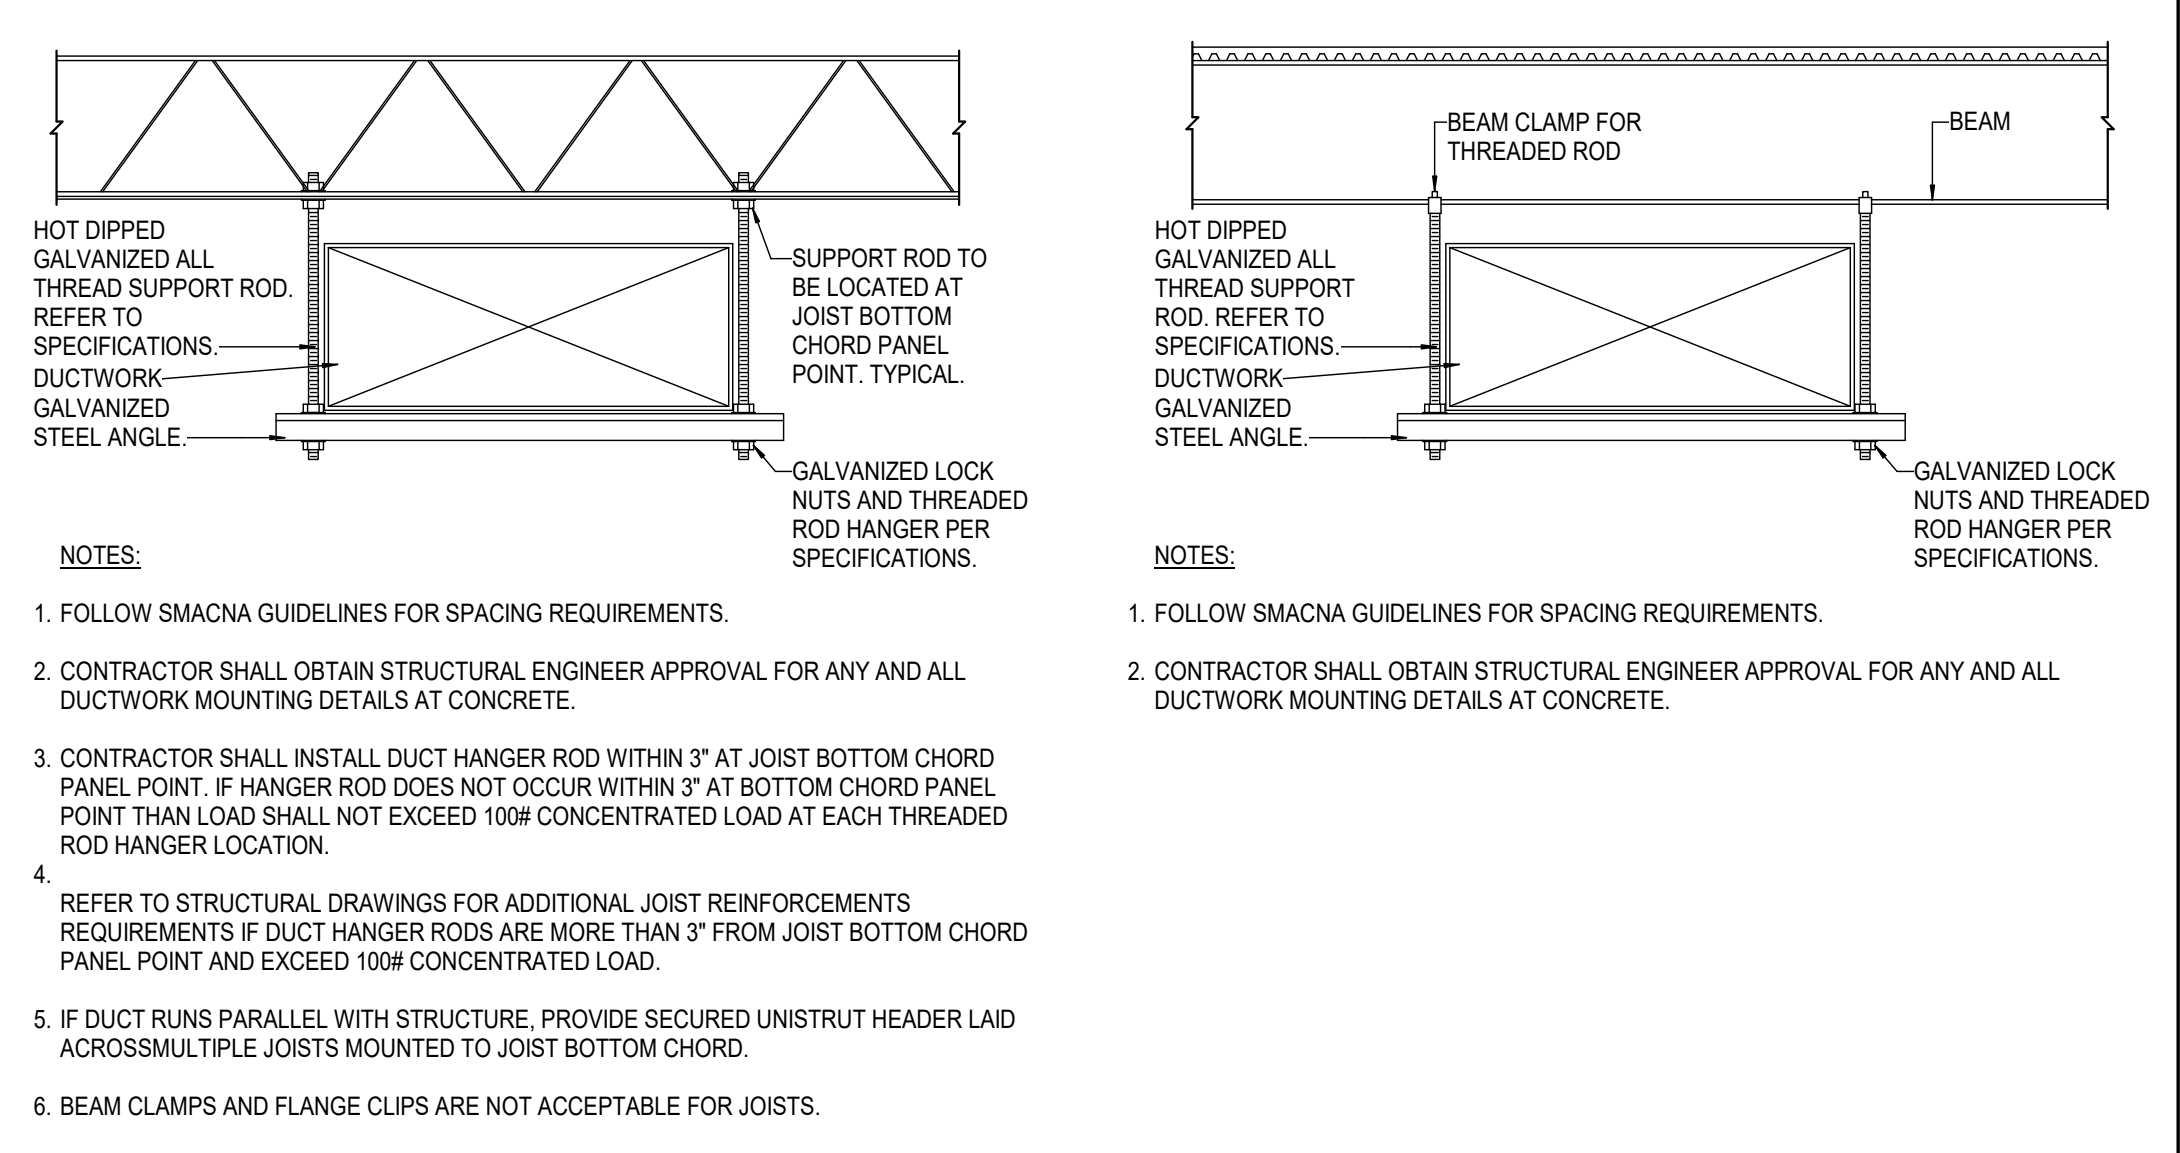 HOT DIPPED
GALVANIZED ALL
THREAD SUPPORT ROD.
REFER TO
SPECIFICATIONS.
DUCTWORK
GALVANIZED
STEEL ANGLE.
SUPPORT ROD TO
BE LOCATED AT
JOIST BOTTOM
CHORD PANEL
POINT. TYPICAL.
GALVANIZED LOCK
NUTS AND THREADED
ROD HANGER PER
SPECIFICATIONS.
NOTES:
1. FOLLOW SMACNA GUIDELINES FOR SPACING REQUIREMENTS.
2. CONTRACTOR SHALL OBTAIN STRUCTURAL ENGINEER APPROVAL FOR ANY AND ALL
DUCTWORK MOUNTING DETAILS AT CONCRETE.
3. CONTRACTOR SHALL INSTALL DUCT HANGER ROD WITHIN 3" AT JOIST BOTTOM CHORD
PANEL POINT. IF HANGER ROD DOES NOT OCCUR WITHIN 3" AT BOTTOM CHORD PANEL
POINT THAN LOAD SHALL NOT EXCEED 100# CONCENTRATED LOAD AT EACH THREADED
ROD HANGER LOCATION.
4.
REFER TO STRUCTURAL DRAWINGS FOR ADDITIONAL JOIST REINFORCEMENTS
REQUIREMENTS IF DUCT HANGER RODS ARE MORE THAN 3" FROM JOIST BOTTOM CHORD
PANEL POINT AND EXCEED 100# CONCENTRATED LOAD.
5. IF DUCT RUNS PARALLEL WITH STRUCTURE, PROVIDE SECURED UNISTRUT HEADER LAID
ACROSSMULTIPLE JOISTS MOUNTED TO JOIST BOTTOM CHORD.
6. BEAM CLAMPS AND FLANGE CLIPS ARE NOT ACCEPTABLE FOR JOISTS.
BEAM CLAMP FOR
THREADED ROD
BEAM
HOT DIPPED
GALVANIZED ALL
THREAD SUPPORT
ROD. REFER TO
SPECIFICATIONS.
DUCTWORK
GALVANIZED
STEEL ANGLE.
GALVANIZED LOCK
NUTS AND THREADED
ROD HANGER PER
SPECIFICATIONS.
NOTES:
1. FOLLOW SMACNA GUIDELINES FOR SPACING REQUIREMENTS.
2. CONTRACTOR SHALL OBTAIN STRUCTURAL ENGINEER APPROVAL FOR ANY AND ALL
DUCTWORK MOUNTING DETAILS AT CONCRETE.